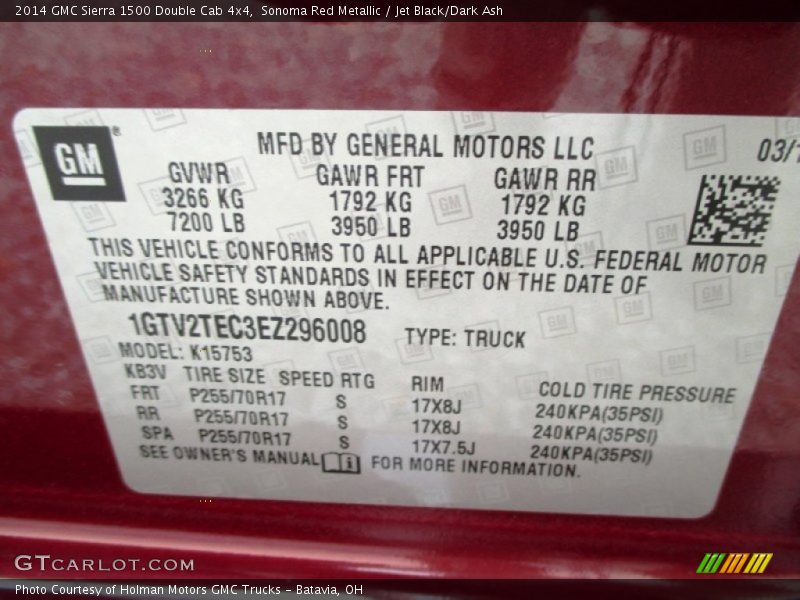 2014 GMC Sierra 1500 Double Cab 4x4, Sonoma Red Metallic / Jet Black/Dark Ash
GM®
MFD BY GENERAL MOTORS LLC 03/1
GVWR GAWR FRT GAWR RR
3266 KG 1792 KG 1792 KG
7200 LB 3950 LB 3950 LB
THIS VEHICLE CONFORMS TO ALL APPLICABLE U.S. FEDERAL MOTOR
VEHICLE SAFETY STANDARDS IN EFFECT ON THE DATE OF
MANUFACTURE SHOWN ABOVE.
1GTV2TEC3EZ296008 TYPE: TRUCK
MODEL: K15753
KB3V TIRE SIZE SPEED RTG RIM COLD TIRE PRESSURE
FRT P255/70R17 S 17X8J 240KPA(35PSI)
RR P255/70R17 S 17X8J 240KPA(35PSI)
SPA P255/70R17 S 17X7.5J 240KPA(35PSI)
SEE OWNER'S MANUAL FOR MORE INFORMATION.
GTCARLOT.COM
Photo Courtesy of Holman Motors GMC Trucks - Batavia, OH